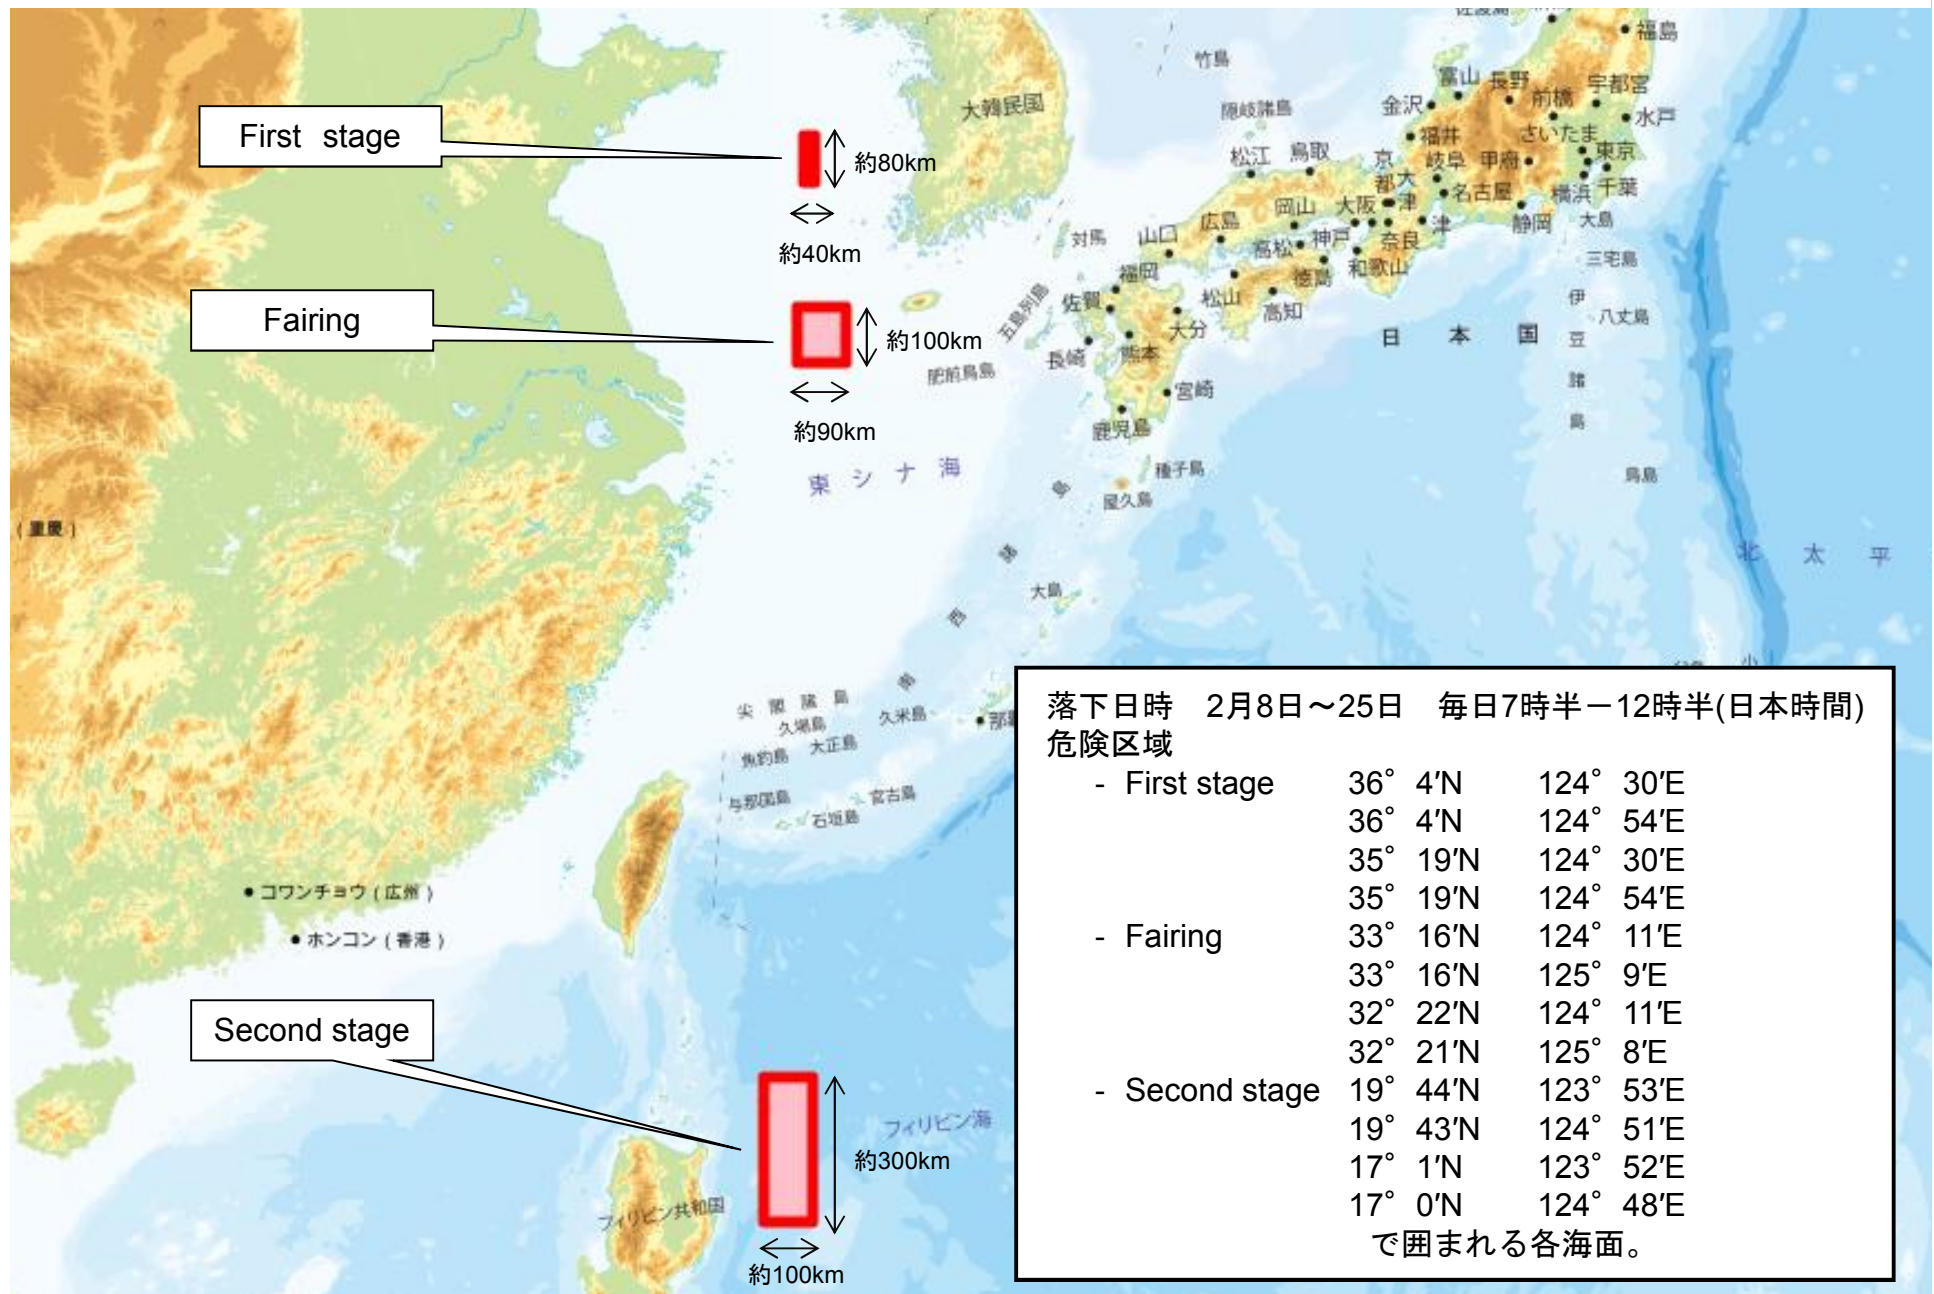 福島
竹島
富山
長野
前橋
宇都宮
金沢
水戸
大韓民国
隠岐諸島
福井
さいたま
First stage
約80km
松江
鳥取
京都
岐阜
甲府
東京
大津
名古屋
横浜
千葉
岡山
大阪
津
静岡
大島
約40km
対馬
山口
広島
高松
神戸
奈良
三宅島
福岡
徳島
和歌山
佐賀
松山
高知
伊豆諸島
八丈島
Fairing
約100km
五島列島
大分
日本国
長崎
熊本
肥前鳥島
宮崎
約90km
鹿児島
東シナ海
種子島
鳥島
屋久島
(重慶)
北太平
大島
南西諸島
尖閣諸島
久場島
久米島
那覇
魚釣島
大正島
与那国島
宮古島
石垣島
コワンチョウ(広州)
ホンコン(香港)
Second stage
フィリピン海
約300km
フィリピン共和国
約100km
落下日時 2月8日～25日 毎日7時半－12時半(日本時間)
危険区域
- First stage 36° 4′N 124° 30′E
36° 4′N 124° 54′E
35° 19′N 124° 30′E
35° 19′N 124° 54′E
- Fairing 33° 16′N 124° 11′E
33° 16′N 125° 9′E
32° 22′N 124° 11′E
32° 21′N 125° 8′E
- Second stage 19° 44′N 123° 53′E
19° 43′N 124° 51′E
17° 1′N 123° 52′E
17° 0′N 124° 48′E
で囲まれる各海面。